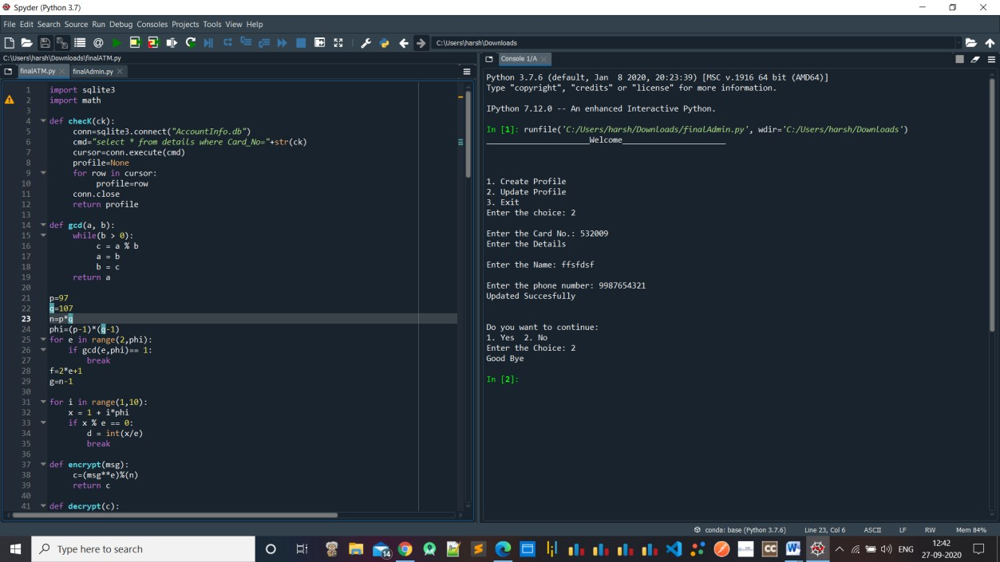 Spyder (Python 3.7)
File Edit Search Source Run Debug Consoles Projects Tools View Help
C:\Users\harsh\Downloads
C:\Users\harsh\Downloads\finalATM.py
finalATM.py
finalAdmin.py
1 import sqlite3
2 import math
3
4 def checK(ck):
5 conn=sqlite3.connect("AccountInfo.db")
6 cmd="select * from details where Card_No="+str(ck)
7 cursor=conn.execute(cmd)
8 profile=None
9 for row in cursor:
10 profile=row
11 conn.close
12 return profile
13
14 def gcd(a, b):
15 while(b > 0):
16 c = a % b
17 a = b
18 b = c
19 return a
20
21 p=97
22 q=107
23 n=p*q
24 phi=(p-1)*(q-1)
25 for e in range(2,phi):
26 if gcd(e,phi)== 1:
27 break
28 f=2*e+1
29 g=n-1
30
31 for i in range(1,10):
32 x = 1 + i*phi
33 if x % e == 0:
34 d = int(x/e)
35 break
36
37 def encrypt(msg):
38 c=(msg**e)%(n)
39 return c
40
41 def decrypt(c):
Console 1/A
Python 3.7.6 (default, Jan  8 2020, 20:23:39) [MSC v.1916 64 bit (AMD64)]
Type "copyright", "credits" or "license" for more information.
IPython 7.12.0 -- An enhanced Interactive Python.
In [1]: runfile('C:/Users/harsh/Downloads/finalAdmin.py', wdir='C:/Users/harsh/Downloads')
______________________Welcome______________________
1. Create Profile
2. Update Profile
3. Exit
Enter the choice: 2
Enter the Card No.: 532009
Enter the Details
Enter the Name: ffsfdsf
Enter the phone number: 9987654321
Updated Succesfully
Do you want to continue:
1. Yes  2. No
Enter the Choice: 2
Good Bye
In [2]:
conda: base (Python 3.7.6) Line 23, Col 6 ASCII LF RW Mem 84%
Type here to search
14
CC
W
ENG
12:42
27-09-2020